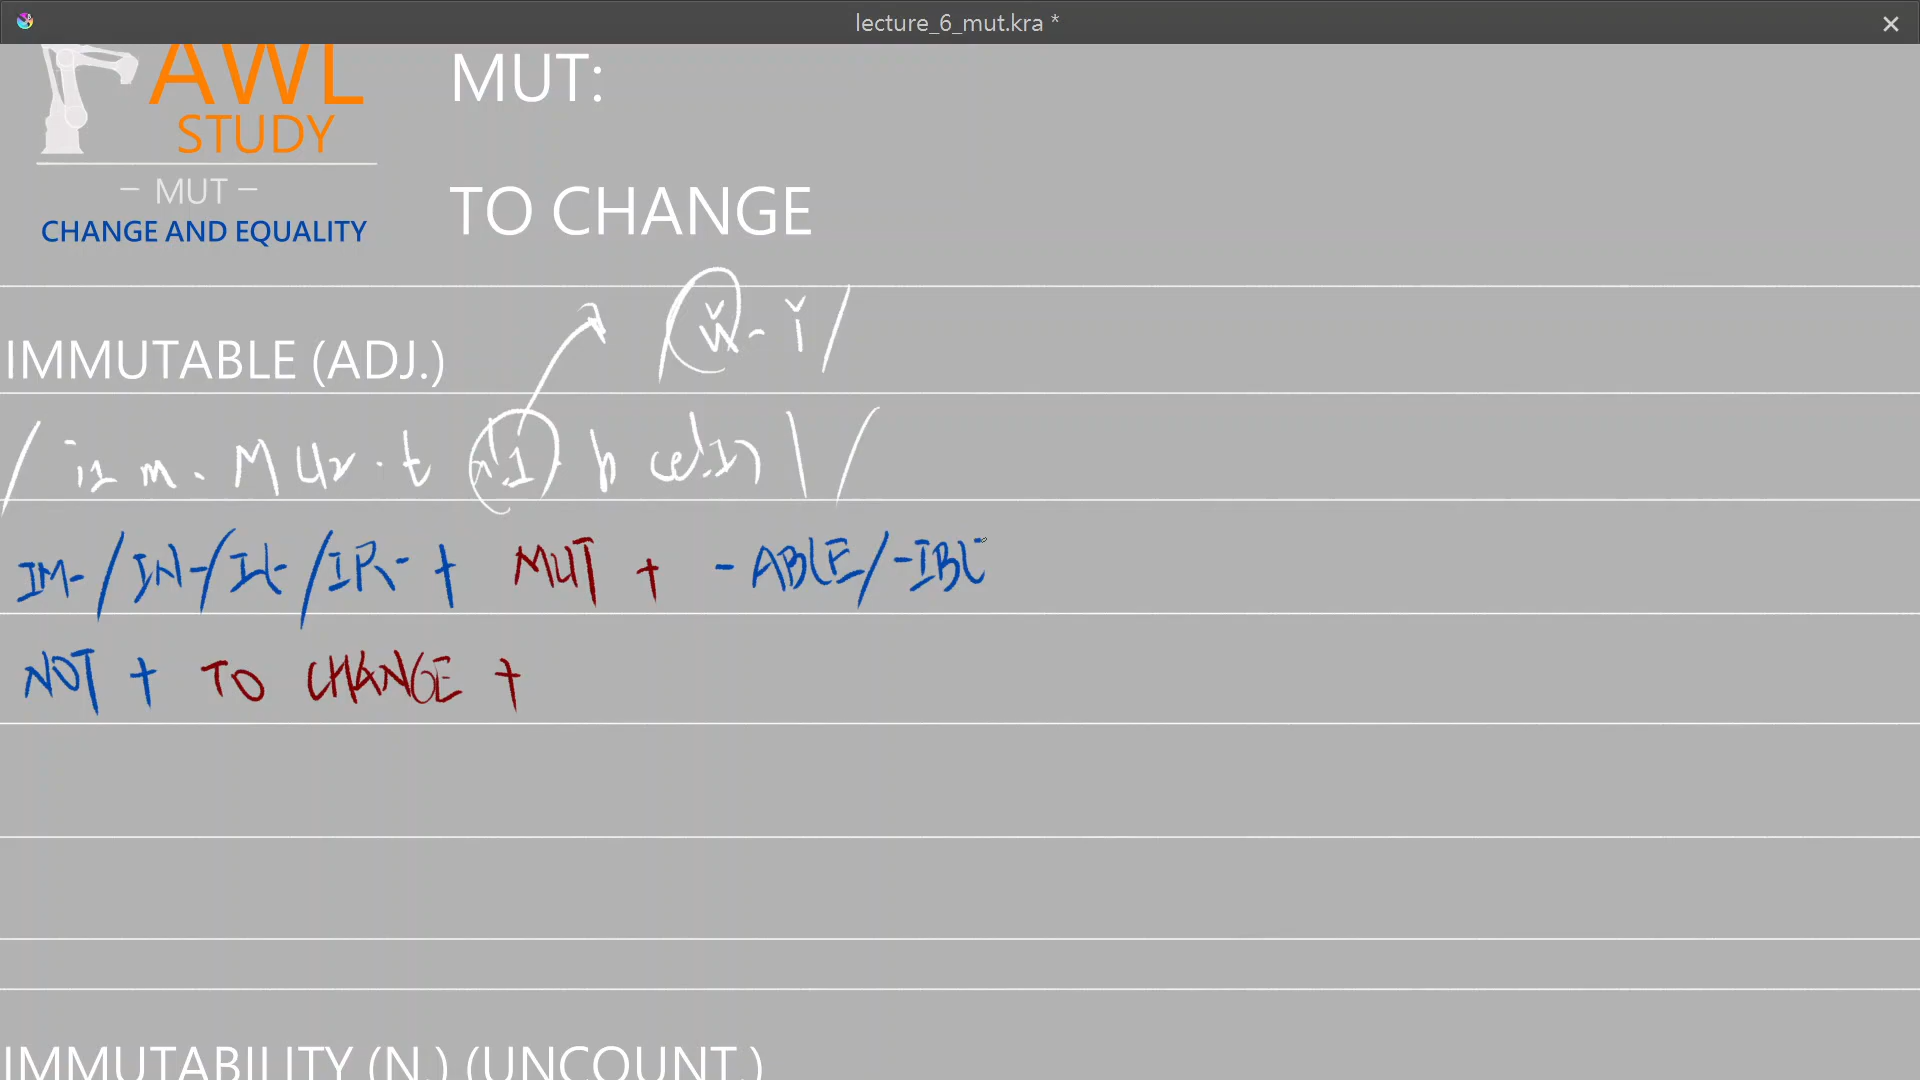 lecture_6_mut.kra *
AWL
STUDY
– MUT –
CHANGE AND EQUALITY
MUT:
TO CHANGE
IMMUTABLE (ADJ.)
IM-/IN-/IL-/IR- + MUT + -ABLE/-IBL
NOT + TO CHANGE +
IMMUTABILITY (N.) (UNCOUNT.)